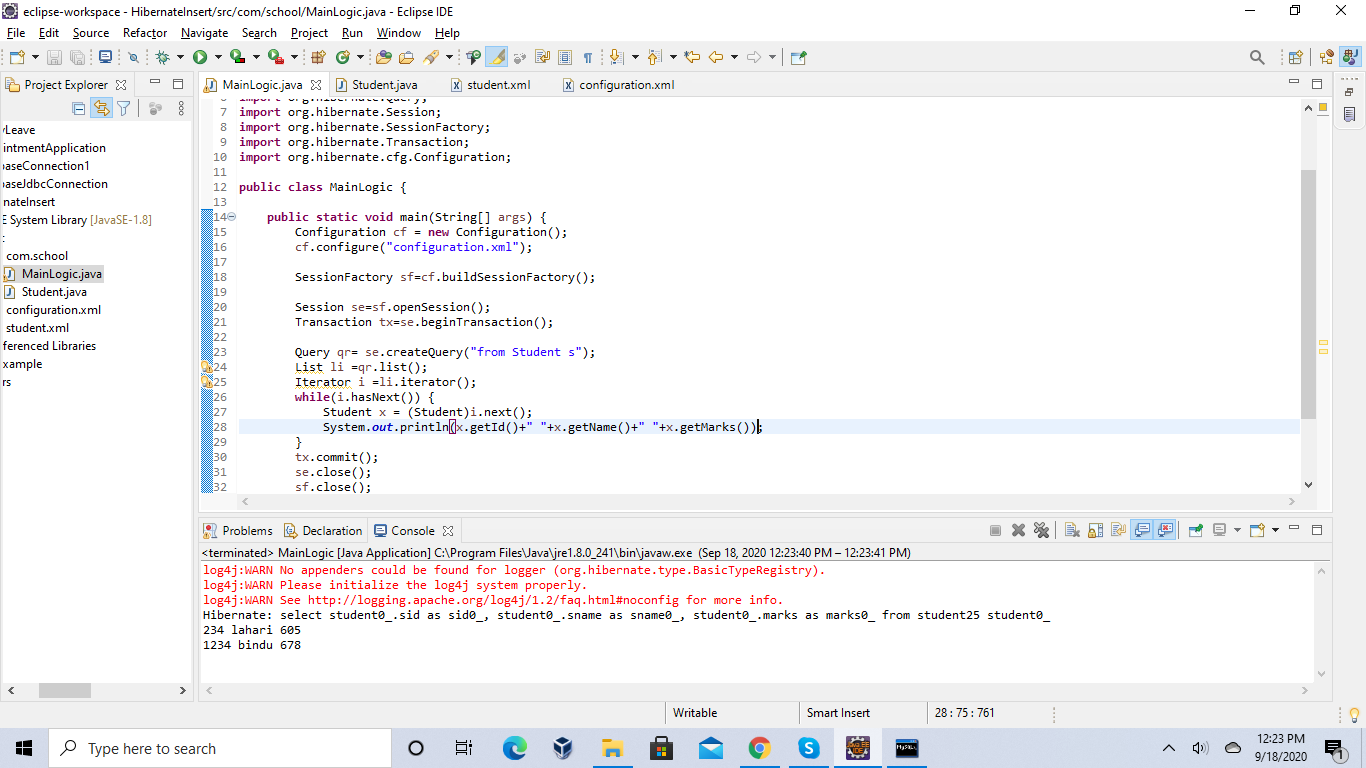 eclipse-workspace - HibernateInsert/src/com/school/MainLogic.java - Eclipse IDE
File Edit Source Refactor Navigate Search Project Run Window Help
Project Explorer
MainLogic.java Student.java student.xml configuration.xml
yLeave
intmentApplication
baseConnection1
baseJdbcConnection
nateInsert
E System Library [JavaSE-1.8]
com.school
MainLogic.java
Student.java
configuration.xml
student.xml
ferenced Libraries
xample
rs
6 import org.hibernate.Query;
7 import org.hibernate.Session;
8 import org.hibernate.SessionFactory;
9 import org.hibernate.Transaction;
10 import org.hibernate.cfg.Configuration;
11
12 public class MainLogic {
13
14 public static void main(String[] args) {
15 Configuration cf = new Configuration();
16 cf.configure("configuration.xml");
17
18 SessionFactory sf=cf.buildSessionFactory();
19
20 Session se=sf.openSession();
21 Transaction tx=se.beginTransaction();
22
23 Query qr= se.createQuery("from Student s");
24 List li =qr.list();
25 Iterator i =li.iterator();
26 while(i.hasNext()) {
27 Student x = (Student)i.next();
28 System.out.println(x.getId()+" "+x.getName()+" "+x.getMarks());
29 }
30 tx.commit();
31 se.close();
32 sf.close();
Problems Declaration Console
<terminated> MainLogic [Java Application] C:\Program Files\Java\jre1.8.0_241\bin\javaw.exe (Sep 18, 2020 12:23:40 PM – 12:23:41 PM)
log4j:WARN No appenders could be found for logger (org.hibernate.type.BasicTypeRegistry).
log4j:WARN Please initialize the log4j system properly.
log4j:WARN See http://logging.apache.org/log4j/1.2/faq.html#noconfig for more info.
Hibernate: select student0_.sid as sid0_, student0_.sname as sname0_, student0_.marks as marks0_ from student25 student0_
234 lahari 605
1234 bindu 678
Writable Smart Insert 28 : 75 : 761
Type here to search
12:23 PM
9/18/2020
1